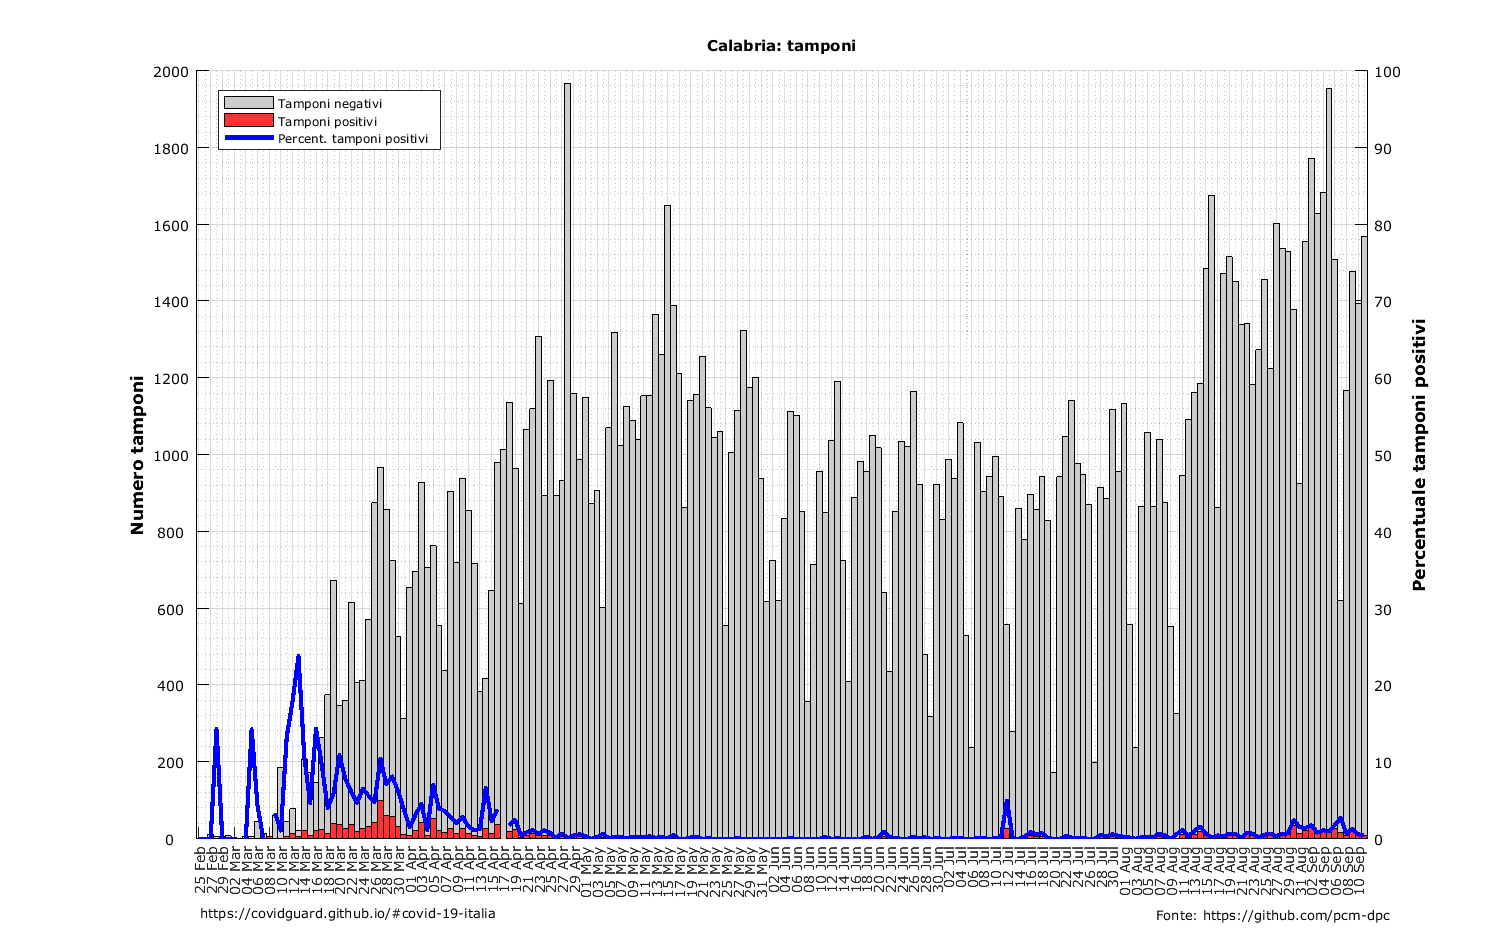 Calabria: tamponi
Tamponi negativi
Tamponi positivi
Percent. tamponi positivi
Numero tamponi
2000
1800
1600
1400
1200
1000
800
600
400
200
0
100
90
80
70
60
50
40
30
20
10
0
Percentuale tamponi positivi
25 Feb
27 Feb
29 Feb
02 Mar
04 Mar
06 Mar
08 Mar
10 Mar
12 Mar
14 Mar
16 Mar
18 Mar
20 Mar
22 Mar
24 Mar
26 Mar
28 Mar
30 Mar
01 Apr
03 Apr
05 Apr
07 Apr
09 Apr
11 Apr
13 Apr
15 Apr
17 Apr
19 Apr
21 Apr
23 Apr
25 Apr
27 Apr
29 Apr
01 May
03 May
05 May
07 May
09 May
11 May
13 May
15 May
17 May
19 May
21 May
23 May
25 May
27 May
29 May
31 May
02 Jun
04 Jun
06 Jun
08 Jun
10 Jun
12 Jun
14 Jun
16 Jun
18 Jun
20 Jun
22 Jun
24 Jun
26 Jun
28 Jun
30 Jun
02 Jul
04 Jul
06 Jul
08 Jul
10 Jul
12 Jul
14 Jul
16 Jul
18 Jul
20 Jul
22 Jul
24 Jul
26 Jul
28 Jul
30 Jul
01 Aug
03 Aug
05 Aug
07 Aug
09 Aug
11 Aug
13 Aug
15 Aug
17 Aug
19 Aug
21 Aug
23 Aug
25 Aug
27 Aug
29 Aug
31 Aug
02 Sep
04 Sep
06 Sep
08 Sep
10 Sep
https://covidguard.github.io/#covid-19-italia
Fonte: https://github.com/pcm-dpc